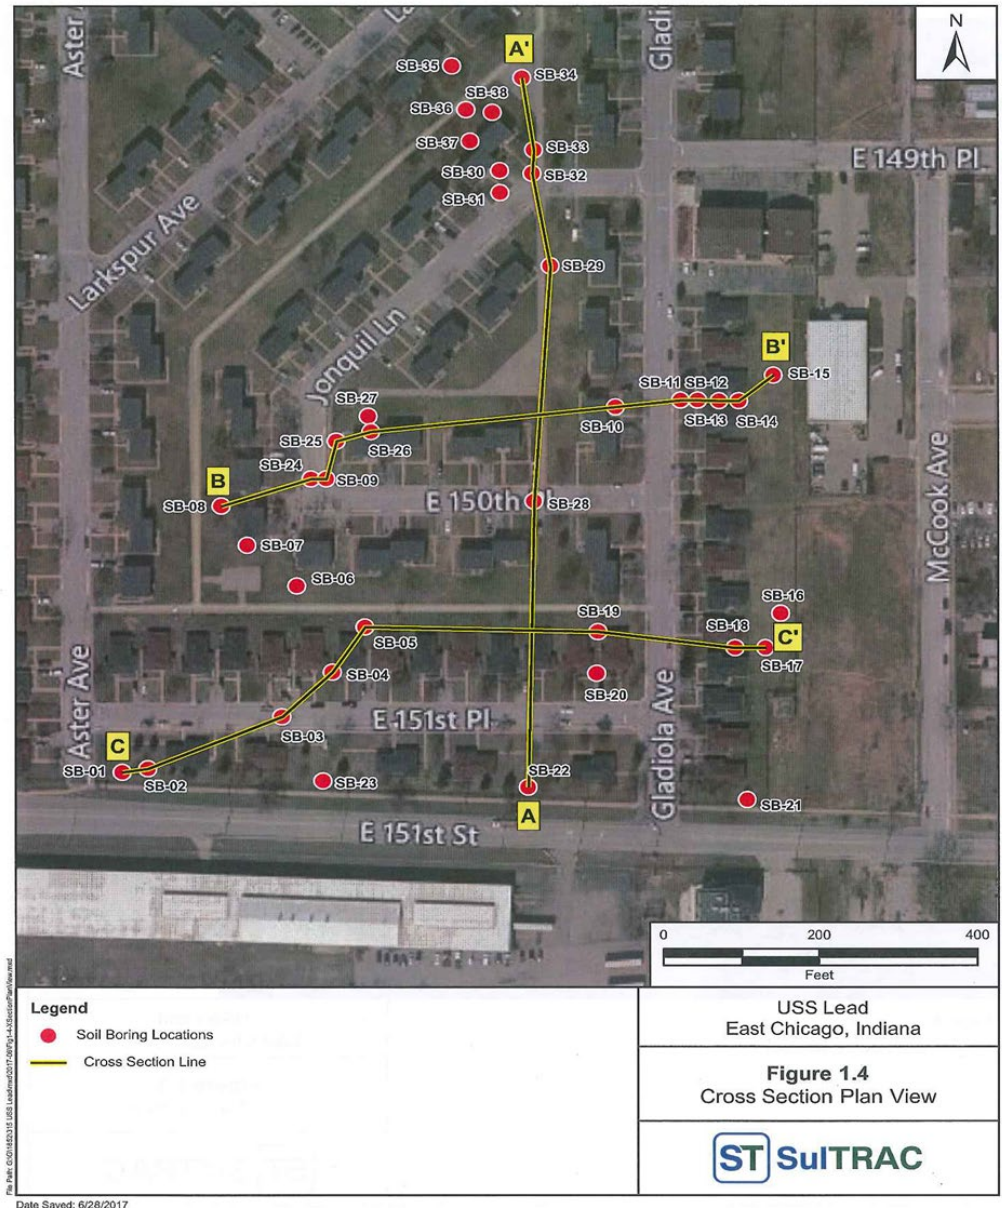 Aster
La
Gladi
N
A'
SB-35
SB-34
SB-38
SB-36
SB-37
SB-33
E 149th Pl
SB-30
SB-32
SB-31
Larkspur Ave
SB-29
Jonquil Ln
B'
SB-11
SB-12
SB-15
SB-27
SB-10
SB-13
SB-14
SB-25
SB-26
SB-24
SB-09
B
SB-08
E 150th Pl
SB-28
McCook Ave
SB-07
SB-06
SB-16
SB-19
SB-18
C'
SB-05
SB-17
SB-04
SB-20
Aster Ave
E 151st Pl
SB-03
Gladiola Ave
C
SB-01
SB-02
SB-23
SB-22
A
SB-21
E 151st St
0 200 400
Feet
Legend
Soil Boring Locations
Cross Section Line
USS Lead
East Chicago, Indiana
Figure 1.4
Cross Section Plan View
ST SulTRAC
Date Saved: 6/28/2017